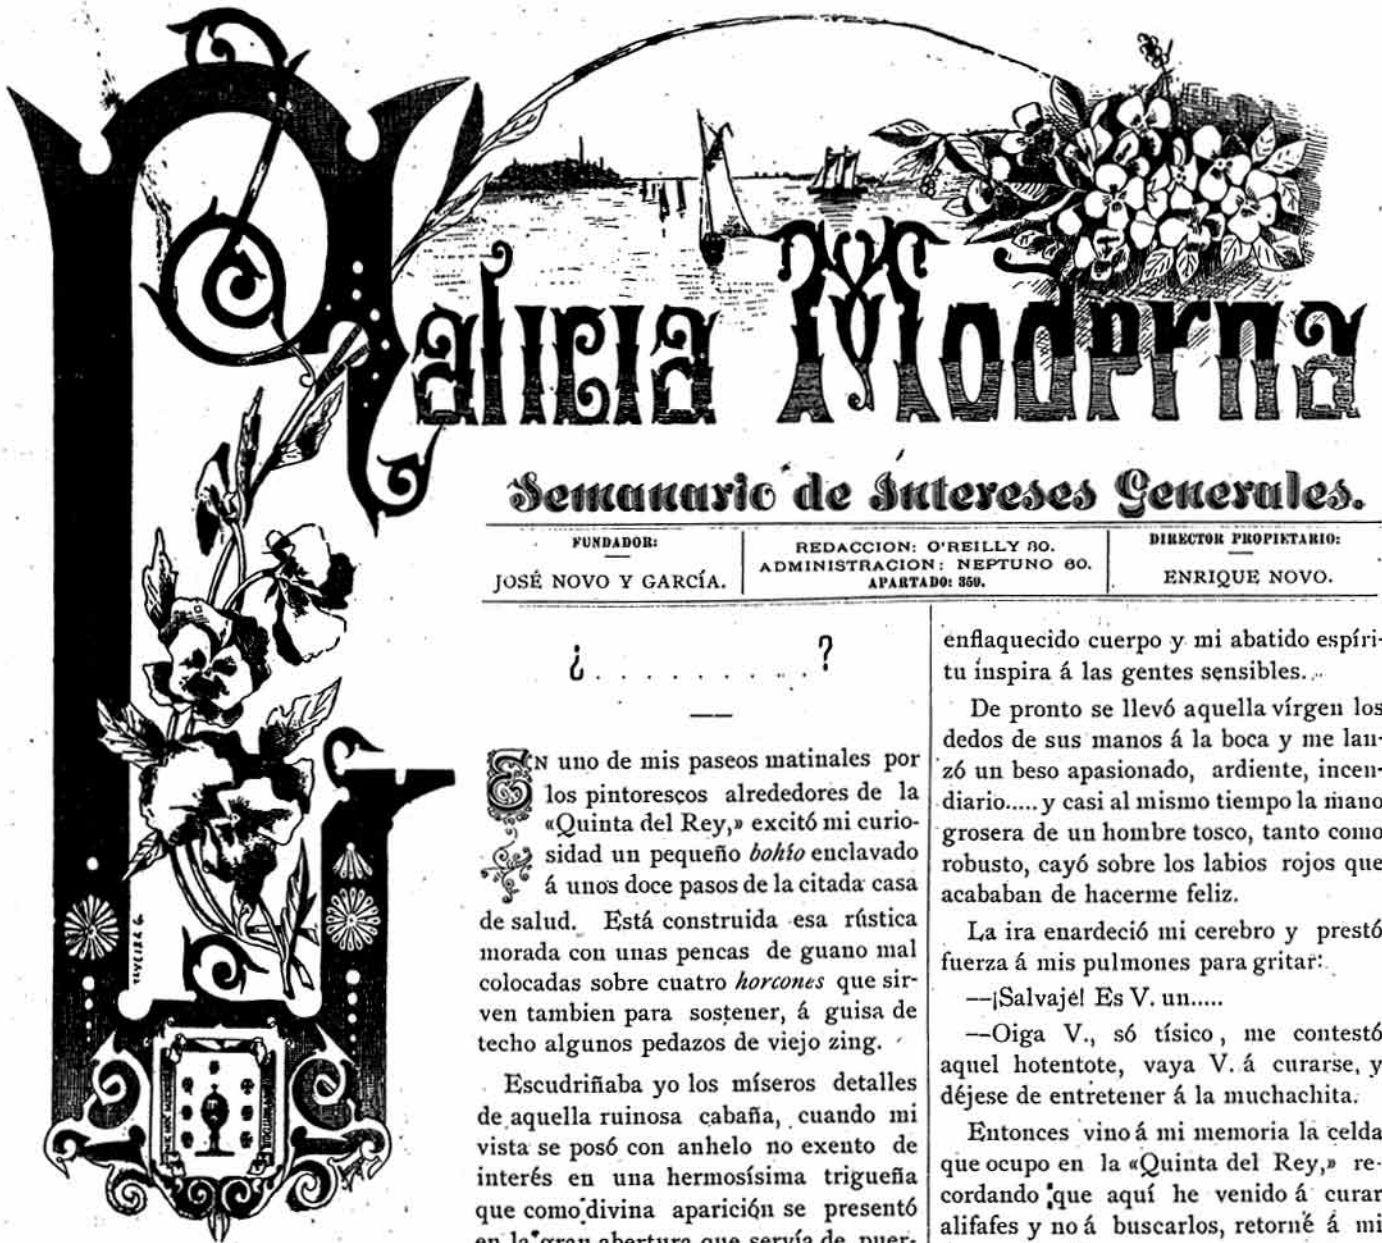 Galicia Moderna
Semanario de Intereses Generales.
FUNDADOR:
JOSÉ NOVO Y GARCÍA.
REDACCION: O'REILLY 80.
ADMINISTRACION: NEPTUNO 60.
APARTADO: 359.
DIRECTOR PROPIETARIO:
ENRIQUE NOVO.
¿ . . . . . . . . . . ?
EN uno de mis paseos matinales por
los pintorescos alrededores de la
«Quinta del Rey,» excitó mi curio-
sidad un pequeño bohío enclavado
á unos doce pasos de la citada casa
de salud. Está construida esa rústica
morada con unas pencas de guano mal
colocadas sobre cuatro horcones que sir-
ven tambien para sostener, á guisa de
techo algunos pedazos de viejo zing.
Escudriñaba yo los míseros detalles
de aquella ruinosa cabaña, cuando mi
vista se posó con anhelo no exento de
interés en una hermosísima trigueña
que como divina aparición se presentó
en la gran abertura que servía de puer-
enflaquecido cuerpo y mi abatido espíri-
tu inspira á las gentes sensibles...
De pronto se llevó aquella vírgen los
dedos de sus manos á la boca y me lan-
zó un beso apasionado, ardiente, incen-
diario..... y casi al mismo tiempo la mano
grosera de un hombre tosco, tanto como
robusto, cayó sobre los labios rojos que
acababan de hacerme feliz.
La ira enardeció mi cerebro y prestó
fuerza á mis pulmones para gritar:
—¡Salvaje! Es V. un.....
—Oiga V., só tísico, me contestó
aquel hotentote, vaya V. á curarse, y
déjese de entretener á la muchachita.
Entonces vino á mi memoria la celda
que ocupo en la «Quinta del Rey,» re-
cordando que aquí he venido á curar
alifafes y no á buscarlos, retorné á mi